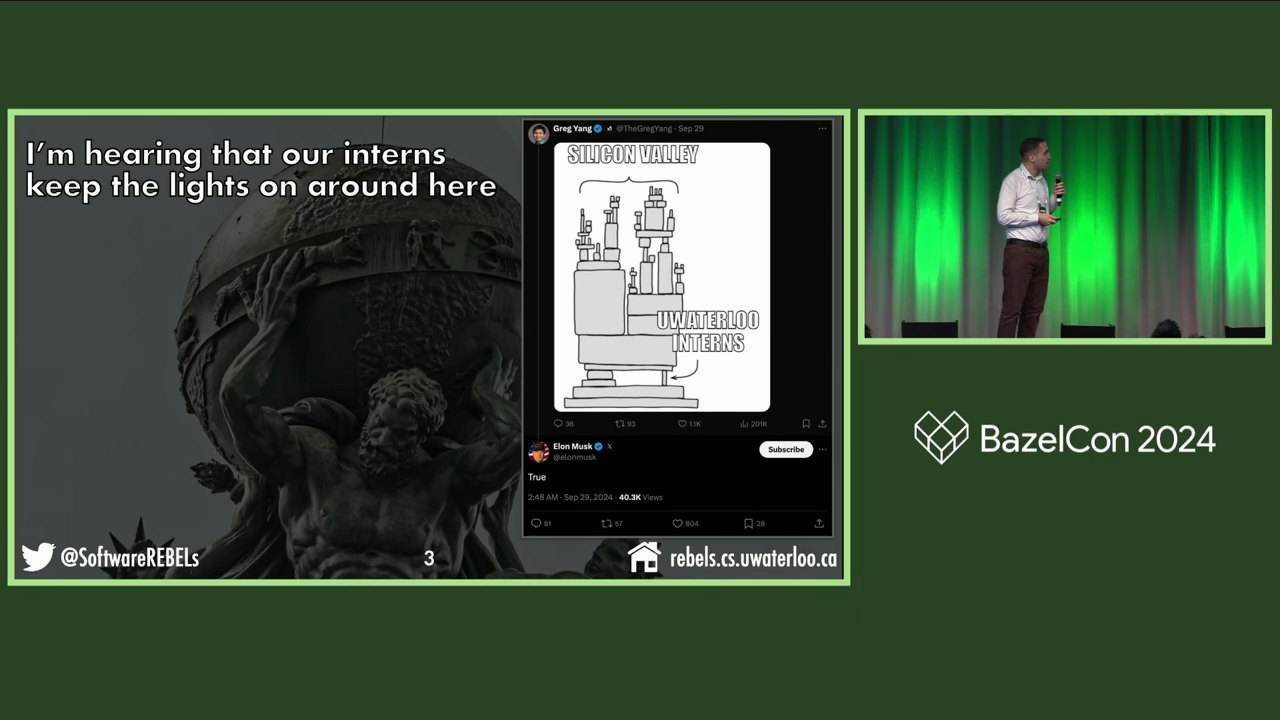 I'm hearing that our interns
keep the lights on around here
Greg Yang @TheGregYang · Sep 29
SILICON VALLEY
UWATERLOO
INTERNS
36 93 1.1K 201K
Elon Musk
@elonmusk
Subscribe
True
2:48 AM · Sep 29, 2024 · 40.3K Views
81 57 804 28
@SoftwareREBELs
3
rebels.cs.uwaterloo.ca
BazelCon 2024